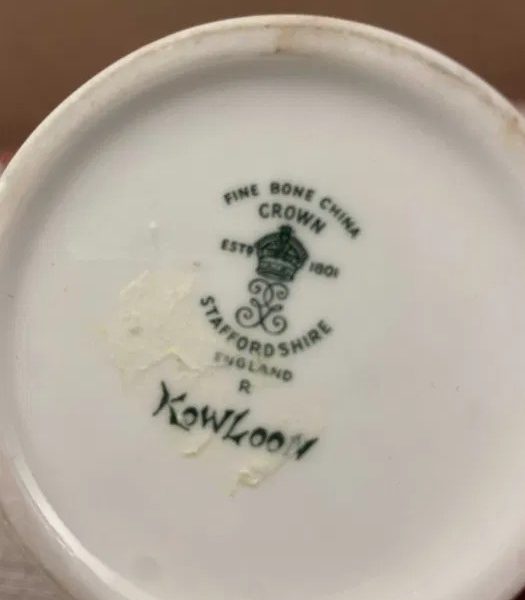 FINE BONE CHINA
CROWN
ESTD 1801
STAFFORDSHIRE
ENGLAND
R
KOWLOON